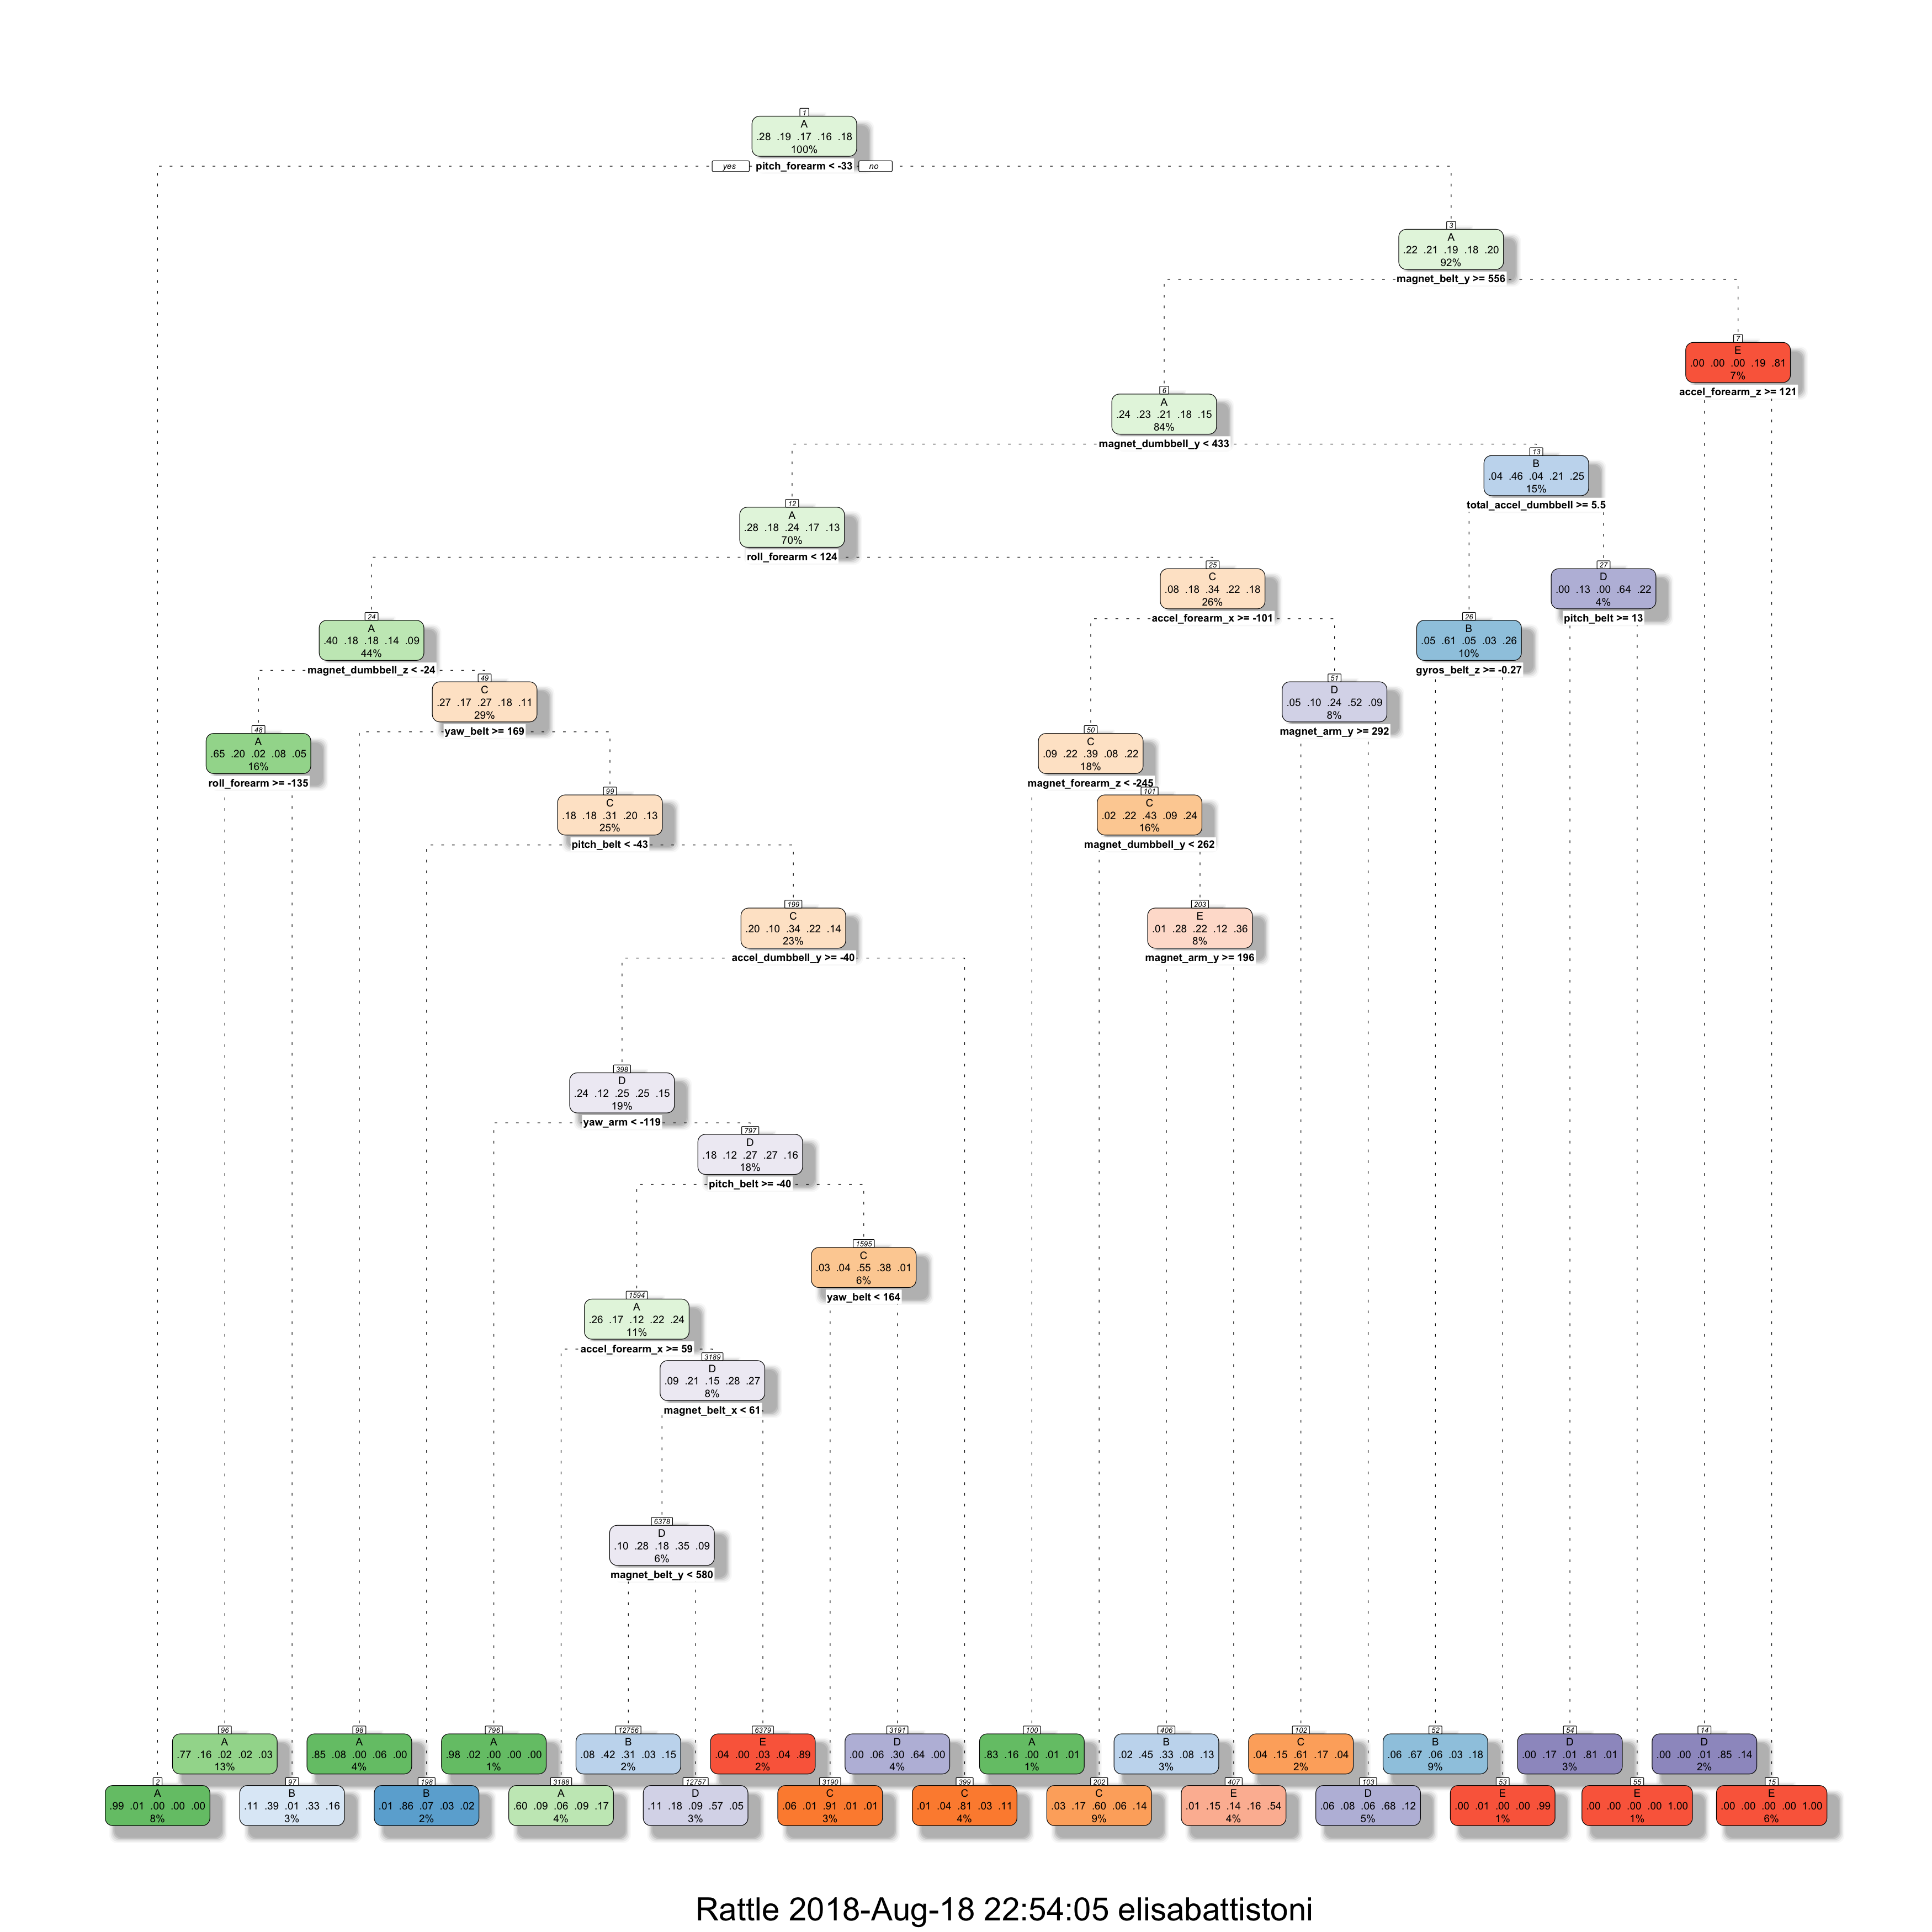 1
A
.28 .19 .17 .16 .18
100%
yes pitch_forearm < -33 no
3
A
.22 .21 .19 .18 .20
92%
magnet_belt_y >= 556
7
E
.00 .00 .00 .19 .81
7%
accel_forearm_z >= 121
6
A
.24 .23 .21 .18 .15
84%
magnet_dumbbell_y < 433
13
B
.04 .46 .04 .21 .25
15%
total_accel_dumbbell >= 5.5
12
A
.28 .18 .24 .17 .13
70%
roll_forearm < 124
25
C
.08 .18 .34 .22 .18
26%
accel_forearm_x >= -101
27
D
.00 .13 .00 .64 .22
4%
pitch_belt >= 13
24
A
.40 .18 .18 .14 .09
44%
magnet_dumbbell_z < -24
26
B
.05 .61 .05 .03 .26
10%
gyros_belt_z >= -0.27
49
C
.27 .17 .27 .18 .11
29%
yaw_belt >= 169
51
D
.05 .10 .24 .52 .09
8%
magnet_arm_y >= 292
48
A
.65 .20 .02 .08 .05
16%
roll_forearm >= -135
50
C
.09 .22 .39 .08 .22
18%
magnet_forearm_z < -245
99
C
.18 .18 .31 .20 .13
25%
pitch_belt < -43
101
C
.02 .22 .43 .09 .24
16%
magnet_dumbbell_y < 262
199
C
.20 .10 .34 .22 .14
23%
accel_dumbbell_y >= -40
203
E
.01 .28 .22 .12 .36
8%
magnet_arm_y >= 196
398
D
.24 .12 .25 .25 .15
19%
yaw_arm < -119
797
D
.18 .12 .27 .27 .16
18%
pitch_belt >= -40
1595
C
.03 .04 .55 .38 .01
6%
yaw_belt < 164
1594
A
.26 .17 .12 .22 .24
11%
accel_forearm_x >= 59
3189
D
.09 .21 .15 .28 .27
8%
magnet_belt_x < 61
6378
D
.10 .28 .18 .35 .09
6%
magnet_belt_y < 580
96
A
.77 .16 .02 .02 .03
13%
98
A
.85 .08 .00 .06 .00
4%
796
A
.98 .02 .00 .00 .00
1%
12756
B
.08 .42 .31 .03 .15
2%
6379
E
.04 .00 .03 .04 .89
2%
3191
D
.00 .06 .30 .64 .00
4%
100
A
.83 .16 .00 .01 .01
1%
406
B
.02 .45 .33 .08 .13
3%
102
C
.04 .15 .61 .17 .04
2%
52
B
.06 .67 .06 .03 .18
9%
54
D
.00 .17 .01 .81 .01
3%
14
D
.00 .00 .01 .85 .14
2%
2
A
.99 .01 .00 .00 .00
8%
97
B
.11 .39 .01 .33 .16
3%
198
B
.01 .86 .07 .03 .02
2%
3188
A
.60 .09 .06 .09 .17
4%
12757
D
.11 .18 .09 .57 .05
3%
3190
C
.06 .01 .91 .01 .01
3%
399
C
.01 .04 .81 .03 .11
4%
202
C
.03 .17 .60 .06 .14
9%
407
E
.01 .15 .14 .16 .54
4%
103
D
.06 .08 .06 .68 .12
5%
53
E
.00 .01 .00 .00 .99
1%
55
E
.00 .00 .00 .00 1.00
1%
15
E
.00 .00 .00 .00 1.00
6%
Rattle 2018-Aug-18 22:54:05 elisabattistoni